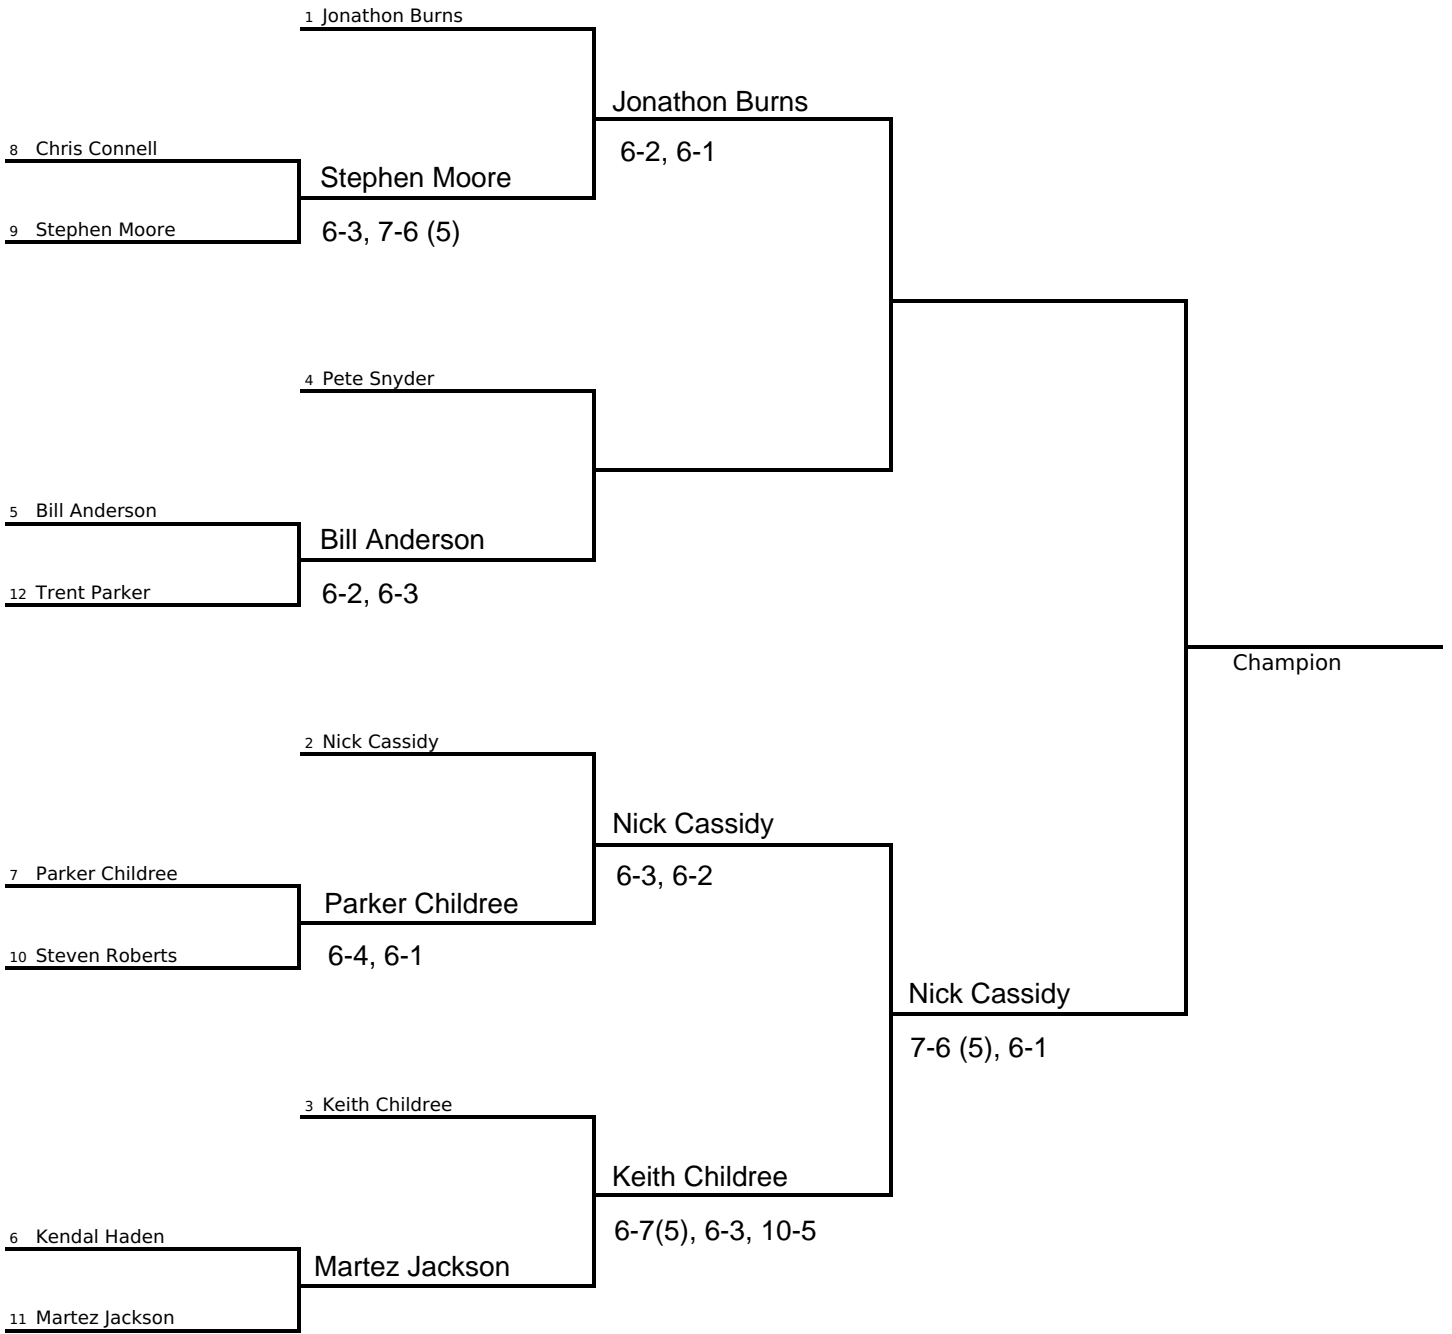 1 Jonathon Burns
Jonathon Burns
8 Chris Connell
6-2, 6-1
Stephen Moore
9 Stephen Moore
6-3, 7-6 (5)
4 Pete Snyder
5 Bill Anderson
Bill Anderson
12 Trent Parker
6-2, 6-3
Champion
2 Nick Cassidy
Nick Cassidy
7 Parker Childree
6-3, 6-2
Parker Childree
10 Steven Roberts
6-4, 6-1
Nick Cassidy
7-6 (5), 6-1
3 Keith Childree
Keith Childree
6-7(5), 6-3, 10-5
6 Kendal Haden
Martez Jackson
11 Martez Jackson